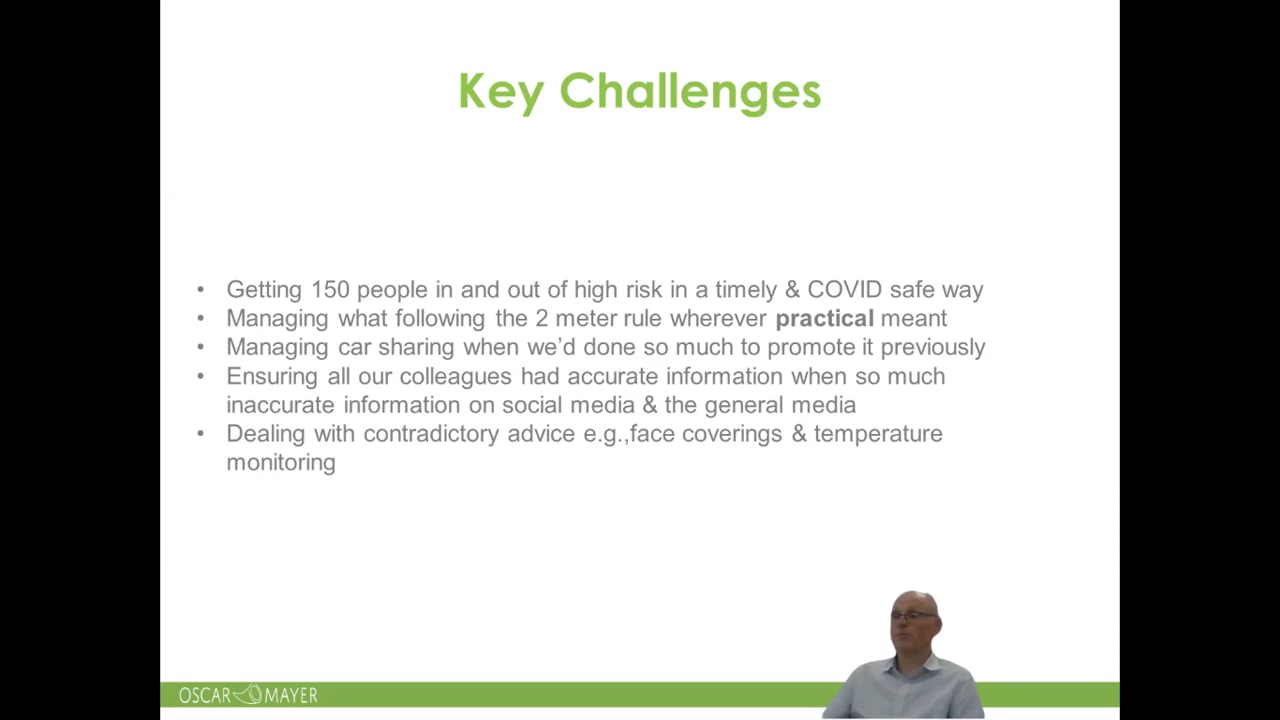 Key Challenges
• Getting 150 people in and out of high risk in a timely & COVID safe way
• Managing what following the 2 meter rule wherever practical meant
• Managing car sharing when we’d done so much to promote it previously
• Ensuring all our colleagues had accurate information when so much
inaccurate information on social media & the general media
• Dealing with contradictory advice e.g.,face coverings & temperature
monitoring
OSCAR MAYER